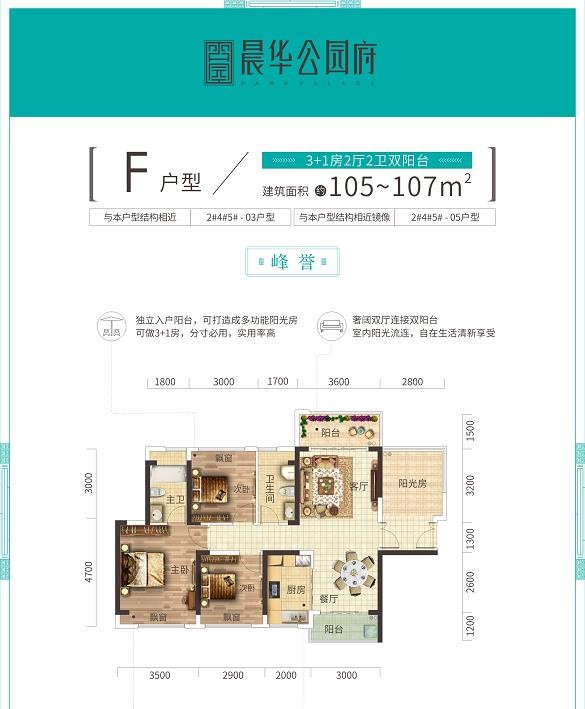 晨华公园府
PARK PALACE
F 户型
3+1房2厅2卫双阳台
建筑面积 约 105~107m²
与本户型结构相近 2#4#5# - 03户型 与本户型结构相近镜像 2#4#5# - 05户型
峰誉
独立入户阳台，可打造成多功能阳光房
可做3+1房，分寸必用，实用率高
奢阔双厅连接双阳台
室内阳光流连，自在生活清新享受
1800 3000 1700 3600 2800
阳台
1500
飘窗
3000
主卫
次卧
卫生间
客厅
阳光房
3200
1300
4700
主卧
次卧
厨房
餐厅
2600
飘窗
飘窗
阳台
1200
3500 2900 2000 3000